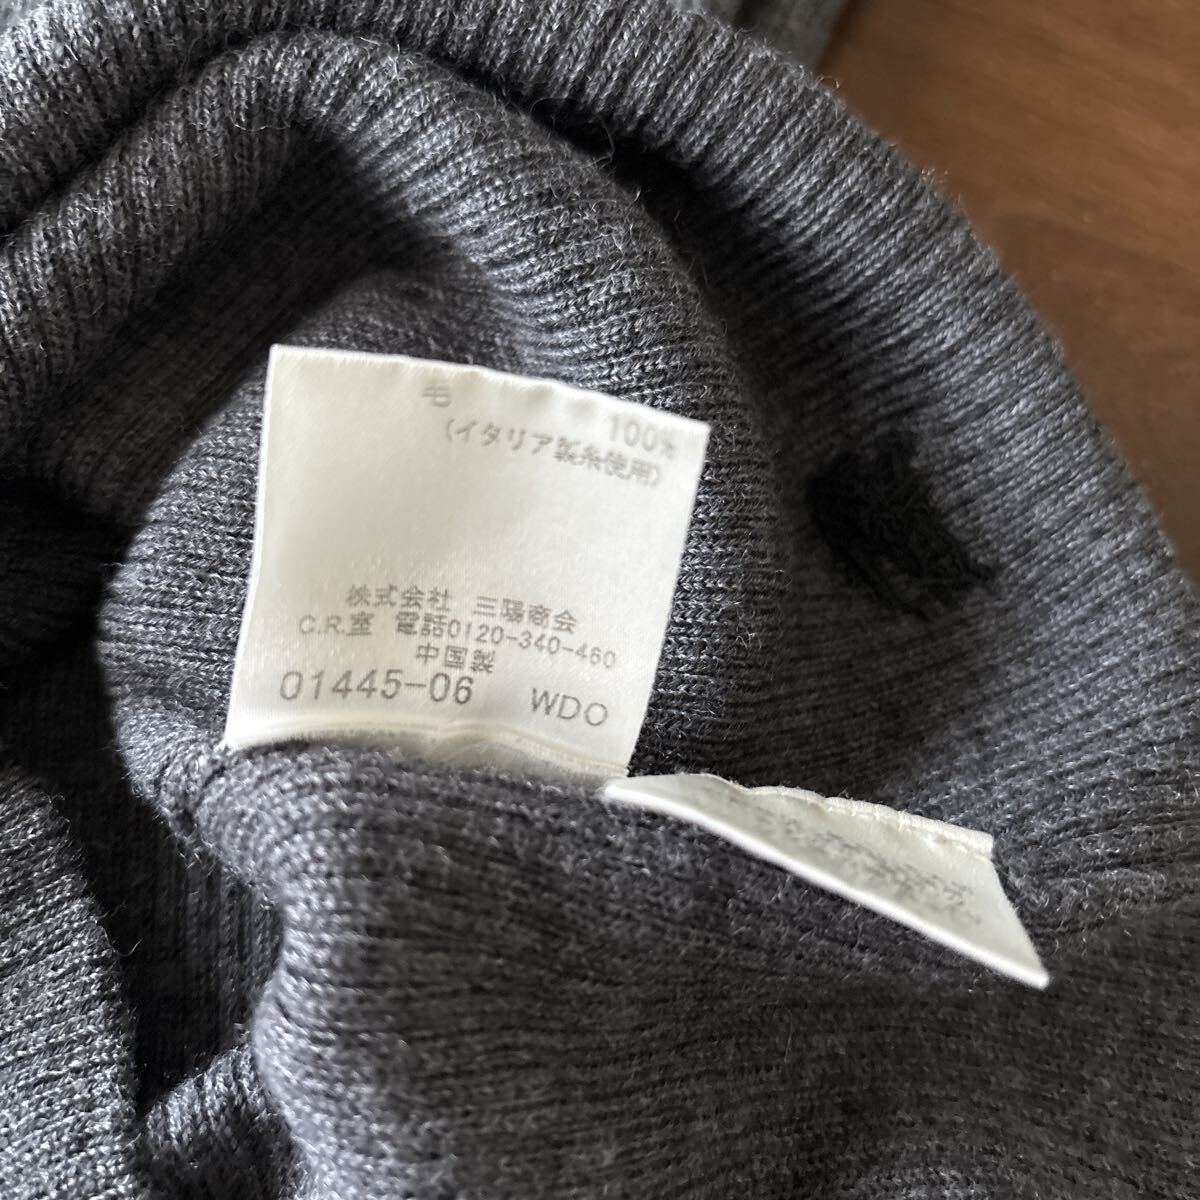 毛 100%
(イタリア製糸使用)
株式会社 三陽商会
C.R.室 電話0120-340-460
中国製
01445-06 WDO